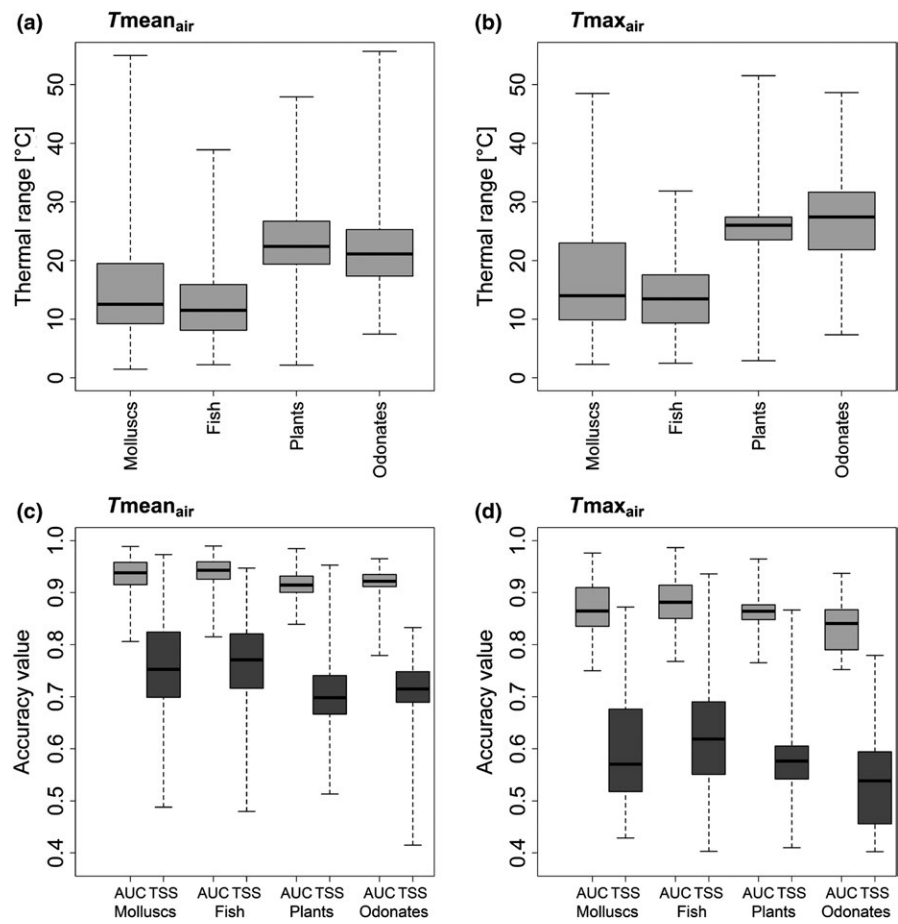 (a) Tmeanair
Thermal range [°C]
50
40
30
20
10
0
Molluscs
Fish
Plants
Odonates
(b) Tmaxair
Thermal range [°C]
50
40
30
20
10
0
Molluscs
Fish
Plants
Odonates
(c) Tmeanair
Accuracy value
1.0
0.9
0.8
0.7
0.6
0.5
0.4
AUC TSS AUC TSS AUC TSS AUC TSS
Molluscs Fish Plants Odonates
(d) Tmaxair
Accuracy value
1.0
0.9
0.8
0.7
0.6
0.5
0.4
AUC TSS AUC TSS AUC TSS AUC TSS
Molluscs Fish Plants Odonates